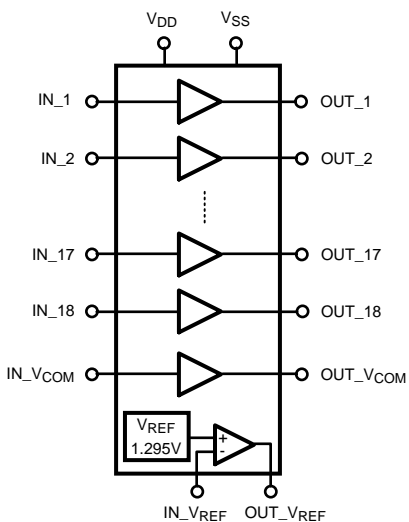 VDD VSS
IN_1 OUT_1
IN_2 OUT_2
IN_17 OUT_17
IN_18 OUT_18
IN_VCOM OUT_VCOM
VREF
1.295V
+
-
IN_VREF OUT_VREF